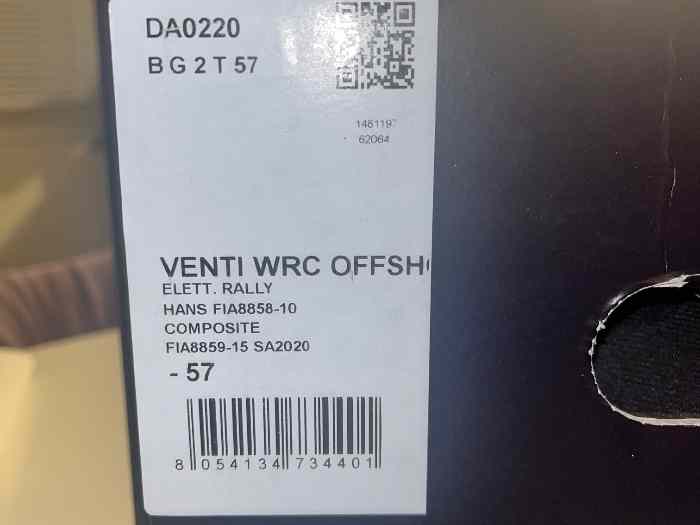 DA0220
B G 2 T 57
1451197
62064
VENTI WRC OFFSH
ELETT. RALLY
HANS FIA8858-10
COMPOSITE
FIA8859-15 SA2020
- 57
8 054134 734401